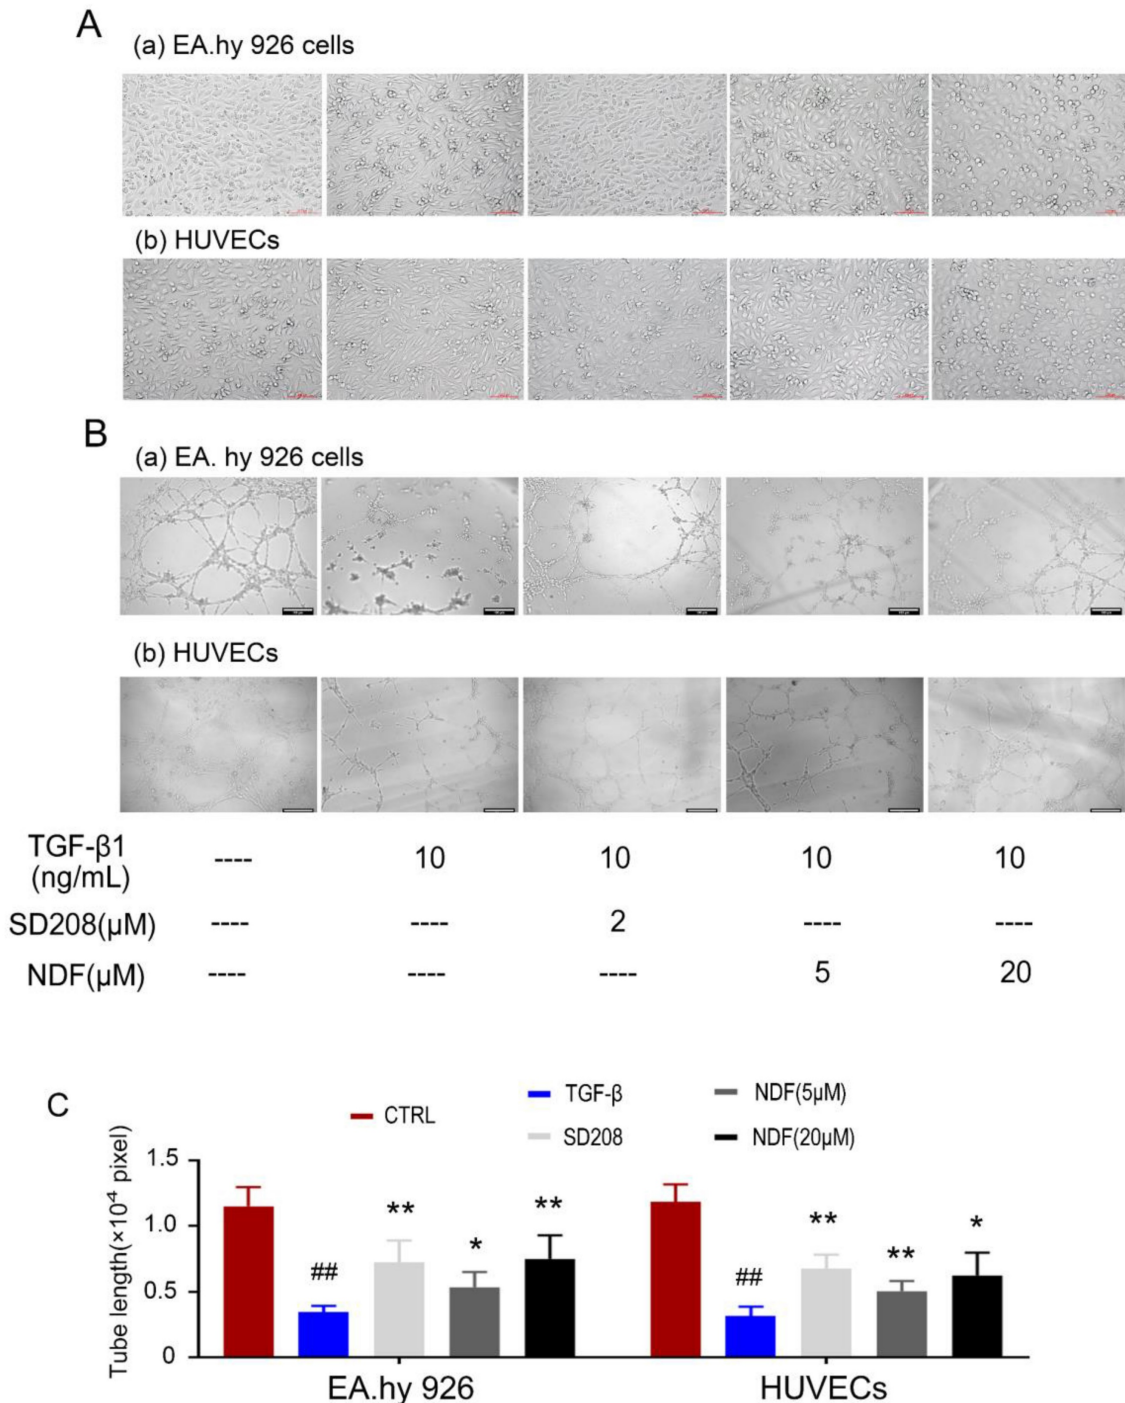 A
(a) EA.hy 926 cells
(b) HUVECs
B
(a) EA. hy 926 cells
(b) HUVECs
TGF-β1 (ng/mL) ---- 10 10 10 10
SD208(μM) ---- ---- 2 ---- ----
NDF(μM) ---- ---- ---- 5 20
C
CTRL
TGF-β
SD208
NDF(5μM)
NDF(20μM)
Tube length(×10⁴ pixel)
1.5
1.0
0.5
0
## ** * **
## ** ** *
EA.hy 926
HUVECs